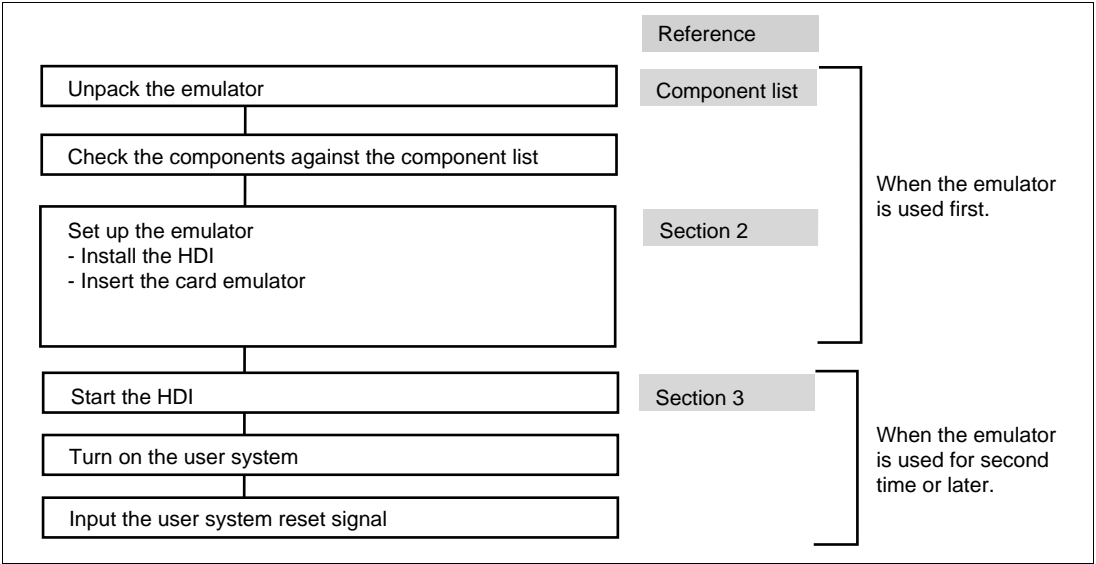 Reference
Unpack the emulator
Component list
Check the components against the component list
When the emulator
is used first.
Set up the emulator
- Install the HDI
- Insert the card emulator
Section 2
Start the HDI
Section 3
Turn on the user system
When the emulator
is used for second
time or later.
Input the user system reset signal